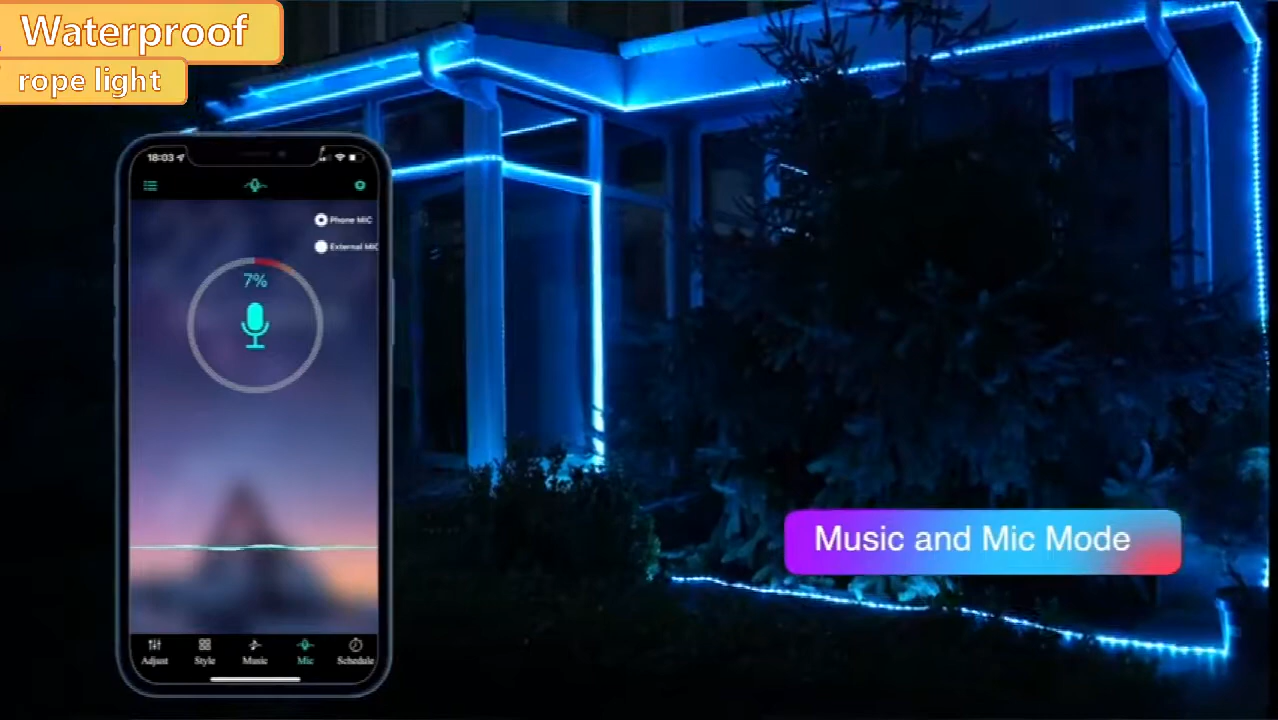 Waterproof
rope light
18:03
Phone MIC
External MIC
7%
Music and Mic Mode
Adjust
Style
Music
Mic
Schedule